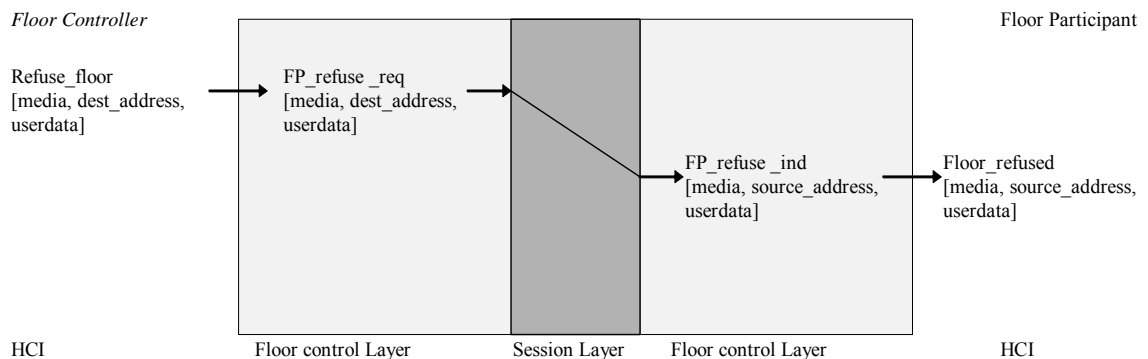 Floor Controller
Floor Participant
Refuse_floor
[media, dest_address,
userdata]
FP_refuse _req
[media, dest_address,
userdata]
FP_refuse _ind
[media, source_address,
userdata]
Floor_refused
[media, source_address,
userdata]
HCI
Floor control Layer
Session Layer
Floor control Layer
HCI